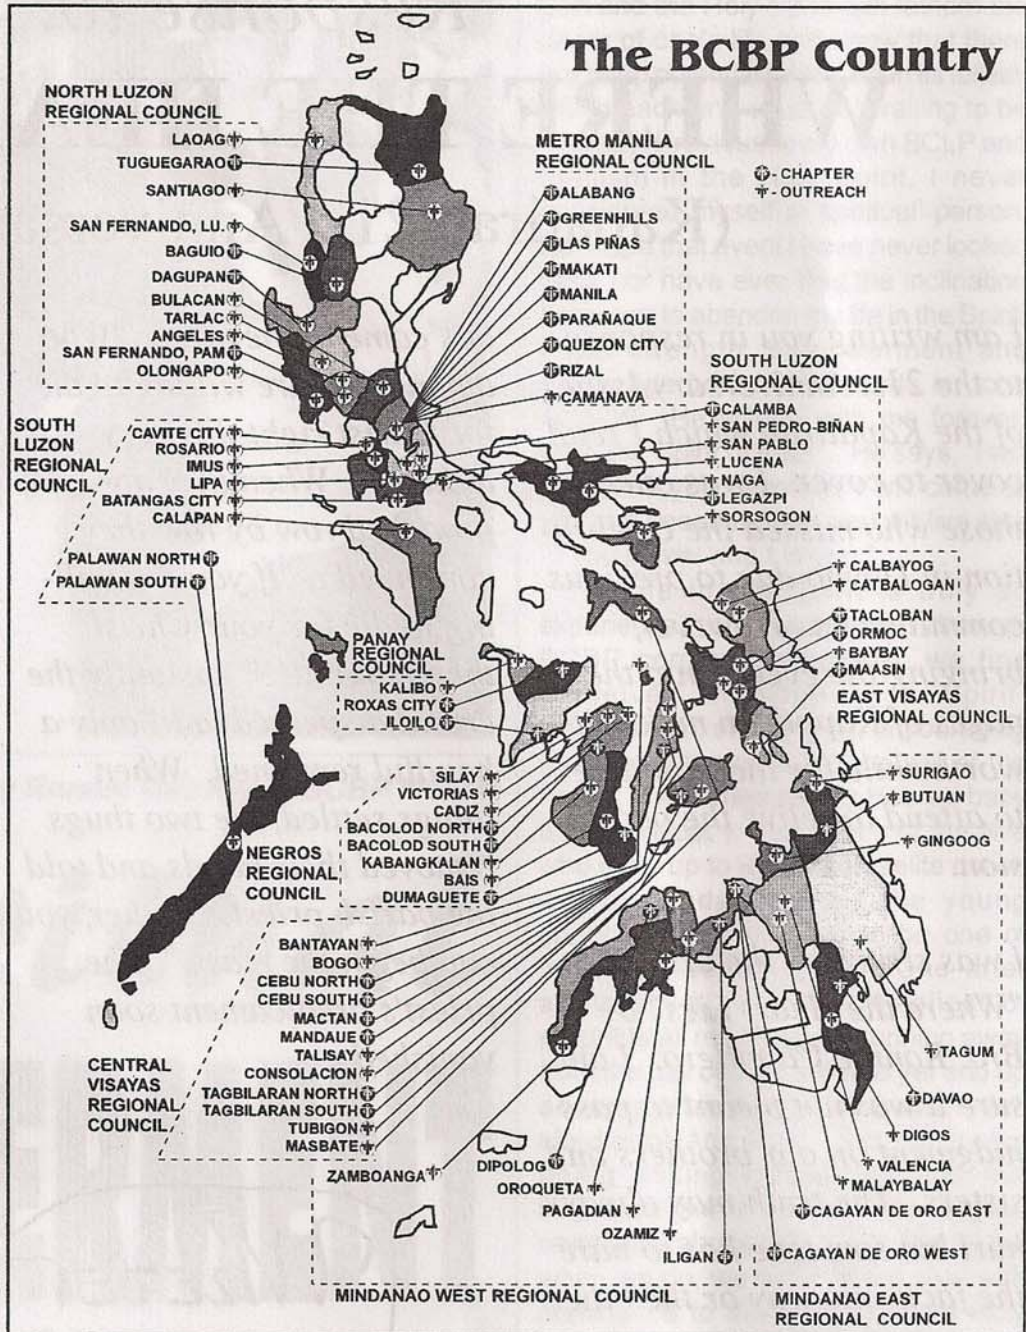 The BCBP Country
NORTH LUZON
REGIONAL COUNCIL
LAOAG
TUGUEGARAO
SANTIAGO
SAN FERNANDO, LU.
BAGUIO
DAGUPAN
BULACAN
TARLAC
ANGELES
SAN FERNANDO, PAM
OLONGAPO
METRO MANILA
REGIONAL COUNCIL
- CHAPTER
- OUTREACH
ALABANG
GREENHILLS
LAS PIÑAS
MAKATI
MANILA
PARAÑAQUE
QUEZON CITY
RIZAL
CAMANAVA
SOUTH LUZON
REGIONAL COUNCIL
CALAMBA
SAN PEDRO-BIÑAN
SAN PABLO
LUCENA
NAGA
LEGAZPI
SORSOGON
SOUTH
LUZON
REGIONAL
COUNCIL
CAVITE CITY
ROSARIO
IMUS
LIPA
BATANGAS CITY
CALAPAN
PALAWAN NORTH
PALAWAN SOUTH
CALBAYOG
CATBALOGAN
TACLOBAN
ORMOC
BAYBAY
MAASIN
EAST VISAYAS
REGIONAL COUNCIL
PANAY
REGIONAL
COUNCIL
KALIBO
ROXAS CITY
ILOILO
NEGROS
REGIONAL
COUNCIL
SILAY
VICTORIAS
CADIZ
BACOLOD NORTH
BACOLOD SOUTH
KABANGKALAN
BAIS
DUMAGUETE
SURIGAO
BUTUAN
GINGOOG
CENTRAL
VISAYAS
REGIONAL
COUNCIL
BANTAYAN
BOGO
CEBU NORTH
CEBU SOUTH
MACTAN
MANDAUE
TALISAY
CONSOLACION
TAGBILARAN NORTH
TAGBILARAN SOUTH
TUBIGON
MASBATE
TAGUM
DAVAO
DIGOS
VALENCIA
MALAYBALAY
CAGAYAN DE ORO EAST
CAGAYAN DE ORO WEST
ZAMBOANGA
DIPOLOG
OROQUETA
PAGADIAN
OZAMIZ
ILIGAN
MINDANAO WEST REGIONAL COUNCIL
MINDANAO EAST
REGIONAL COUNCIL